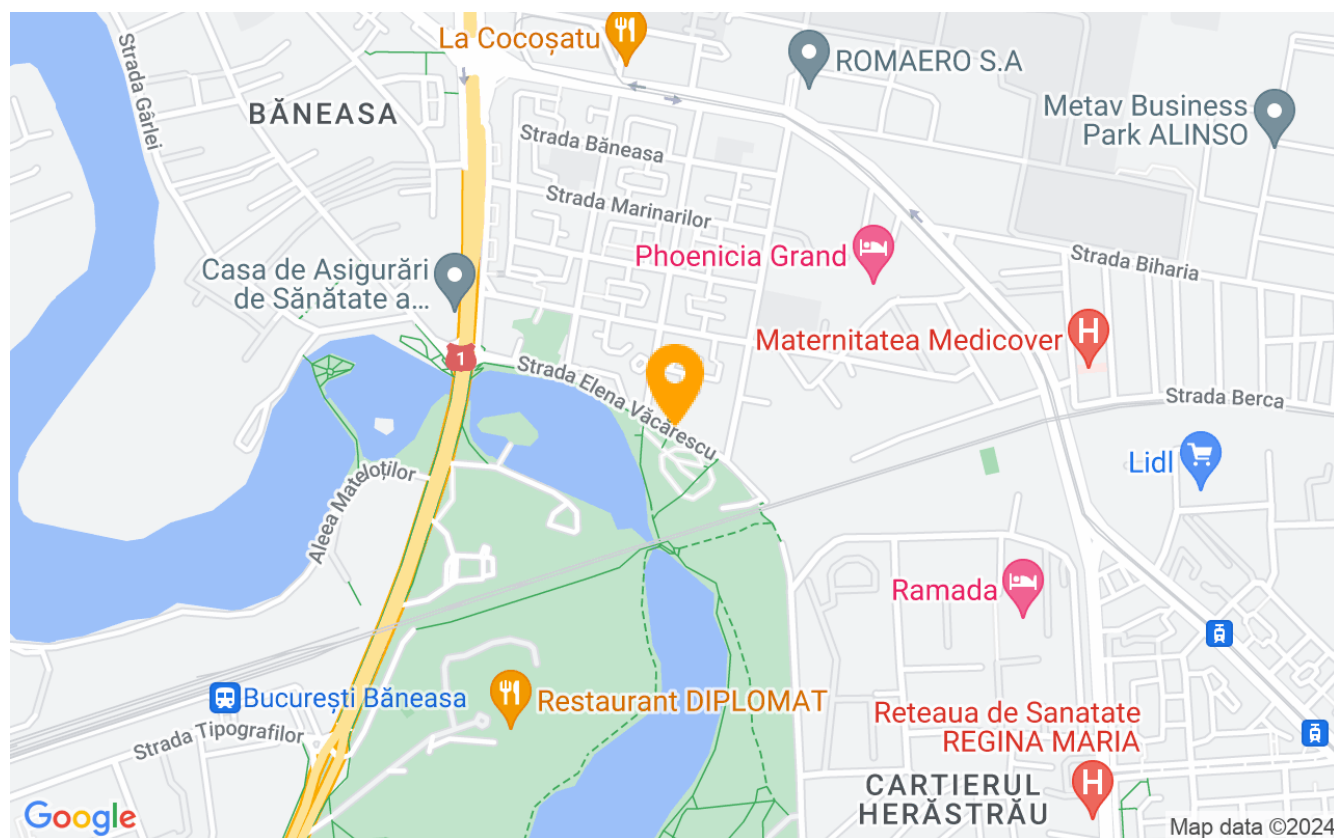 La Cocoșatu
ROMAERO S.A
Strada Gârlei
BĂNEASA
Metav Business
Park ALINSO
Strada Băneasa
Strada Marinarilor
Phoenicia Grand
Strada Biharia
Casa de Asigurări
de Sănătate a...
Maternitatea Medicover
H
1
Strada Elena Văcărescu
Strada Berca
Lidl
Aleea Mateloților
Ramada
București Băneasa
Restaurant DIPLOMAT
Strada Tipografilor
Reteaua de Sanatate
REGINA MARIA
H
CARTIERUL
HERĂSTRĂU
Google
Map data ©2024